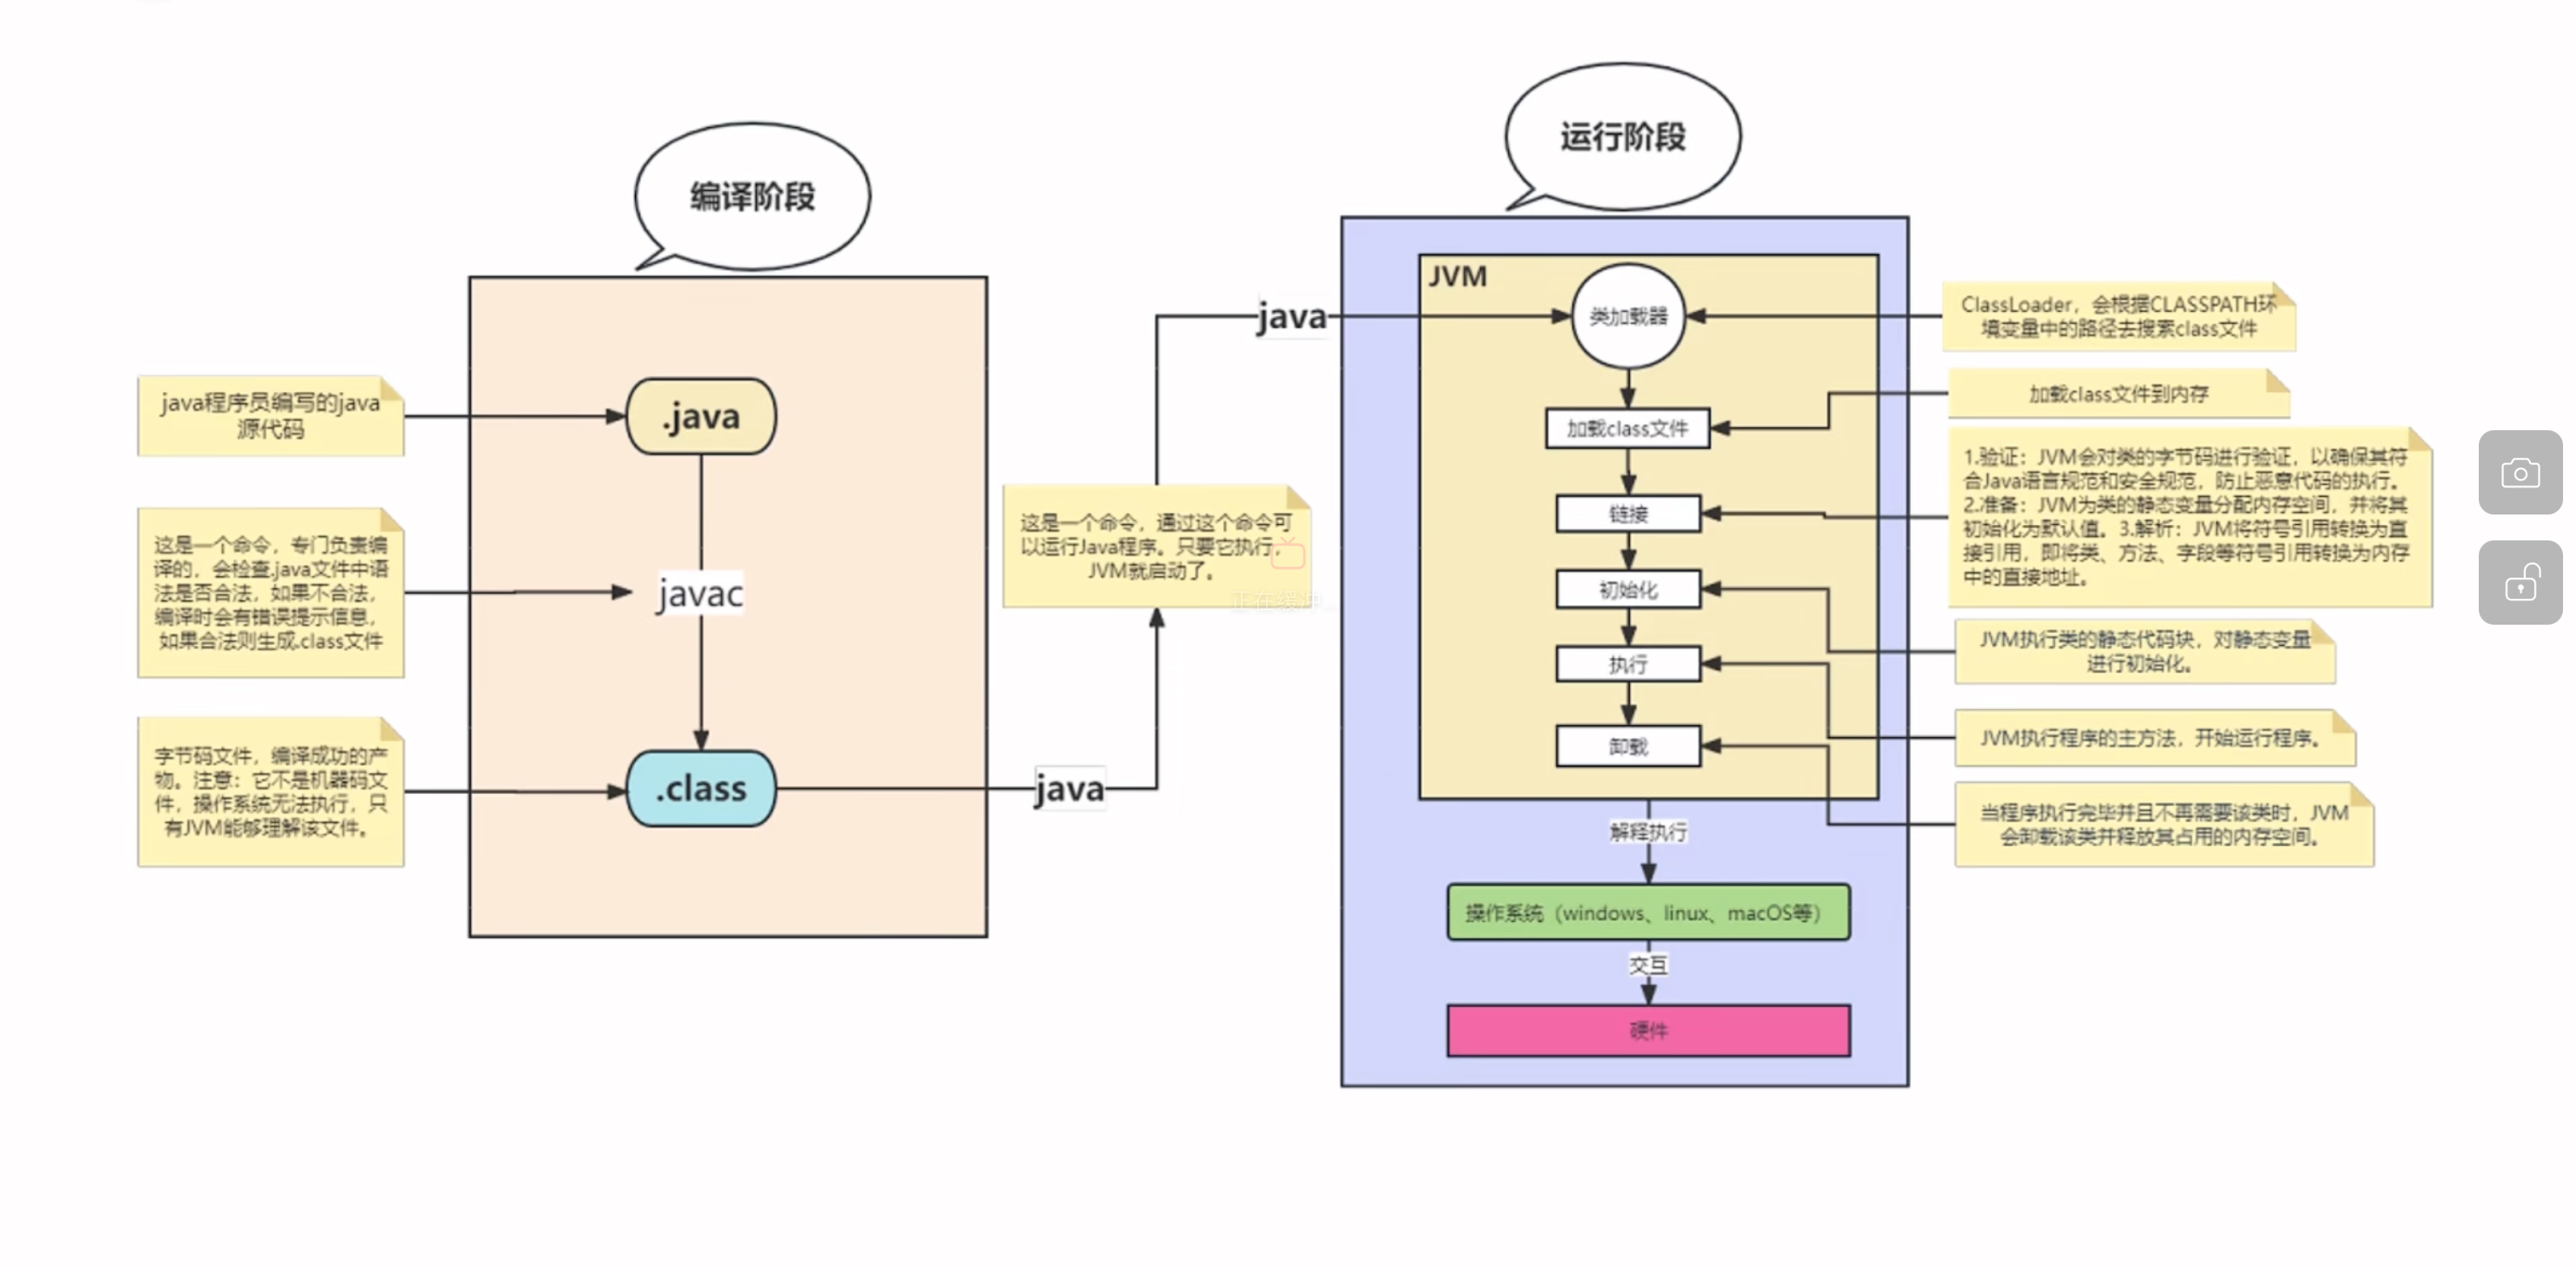 编译阶段
java程序员编写的java
源代码
.java
这是一个命令，专门负责编
译的，会检查.java文件中语
法是否合法，如果不合法，
编译时会有错误提示信息，
如果合法则生成.class文件
javac
字节码文件，编译成功的产
物。注意：它不是机器码文
件，操作系统无法执行，只
有JVM能够理解该文件。
.class
java
这是一个命令，通过这个命令可
以运行Java程序。只要它执行，
JVM就启动了。
正在缓冲...
java
运行阶段
JVM
类加载器
ClassLoader，会根据CLASSPATH环
境变量中的路径去搜索class文件
加载class文件
加载class文件到内存
链接
1.验证：JVM会对类的字节码进行验证，以确保其符
合Java语言规范和安全规范，防止恶意代码的执行。
2.准备：JVM为类的静态变量分配内存空间，并将其
初始化为默认值。3.解析：JVM将符号引用转换为直
接引用，即将类、方法、字段等符号引用转换为内存
中的直接地址。
初始化
JVM执行类的静态代码块，对静态变量
进行初始化。
执行
JVM执行程序的主方法，开始运行程序。
卸载
当程序执行完毕并且不再需要该类时，JVM
会卸载该类并释放其占用的内存空间。
解释执行
操作系统（windows、linux、macOS等）
交互
硬件